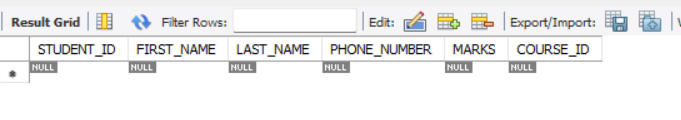 Result Grid Filter Rows: Edit: Export/Import:
STUDENT_ID FIRST_NAME LAST_NAME PHONE_NUMBER MARKS COURSE_ID
* NULL NULL NULL NULL NULL NULL